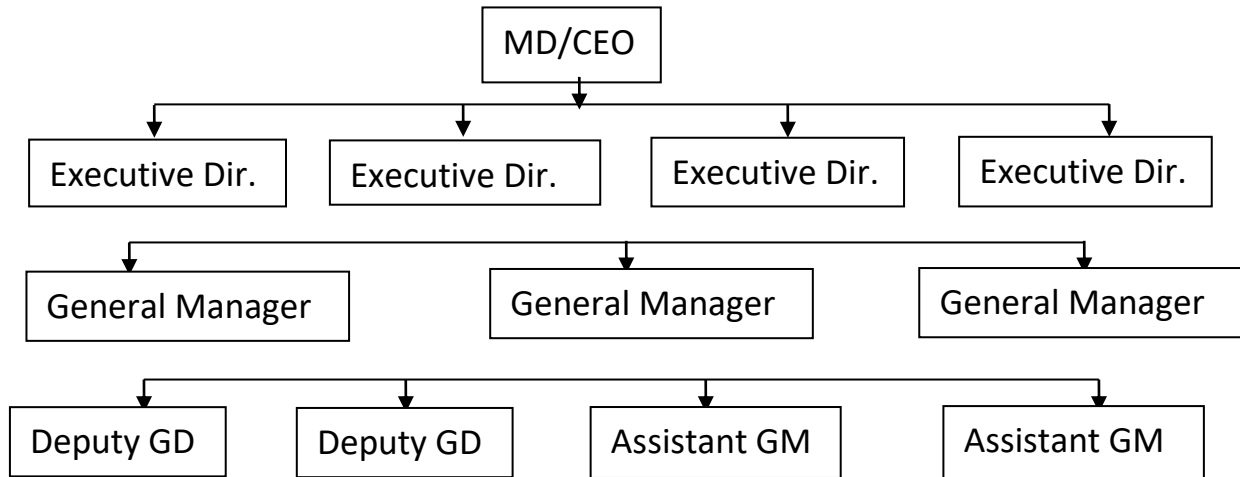 MD/CEO
Executive Dir.
Executive Dir.
Executive Dir.
Executive Dir.
General Manager
General Manager
General Manager
Deputy GD
Deputy GD
Assistant GM
Assistant GM